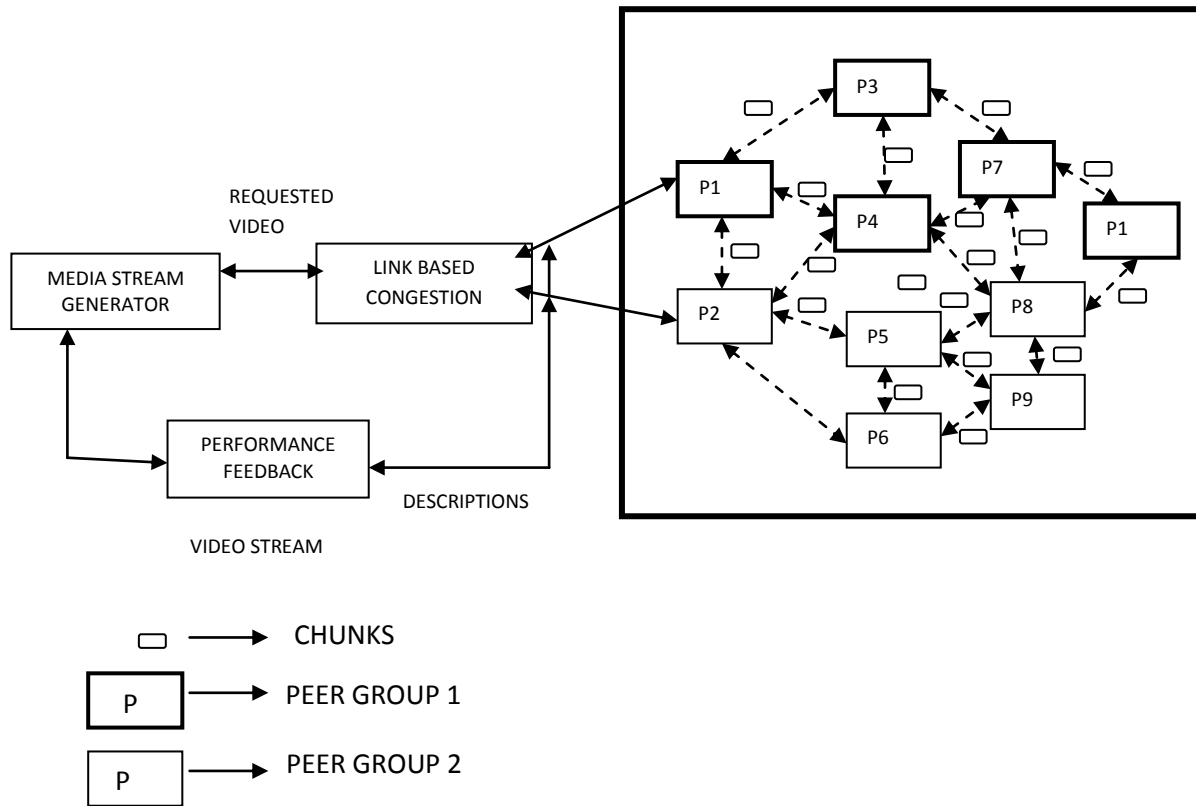 REQUESTED
VIDEO
MEDIA STREAM
GENERATOR
LINK BASED
CONGESTION
PERFORMANCE
FEEDBACK
DESCRIPTIONS
VIDEO STREAM
P3
P7
P1
P4
P1
P2
P5
P8
P9
P6
CHUNKS
P
PEER GROUP 1
P
PEER GROUP 2